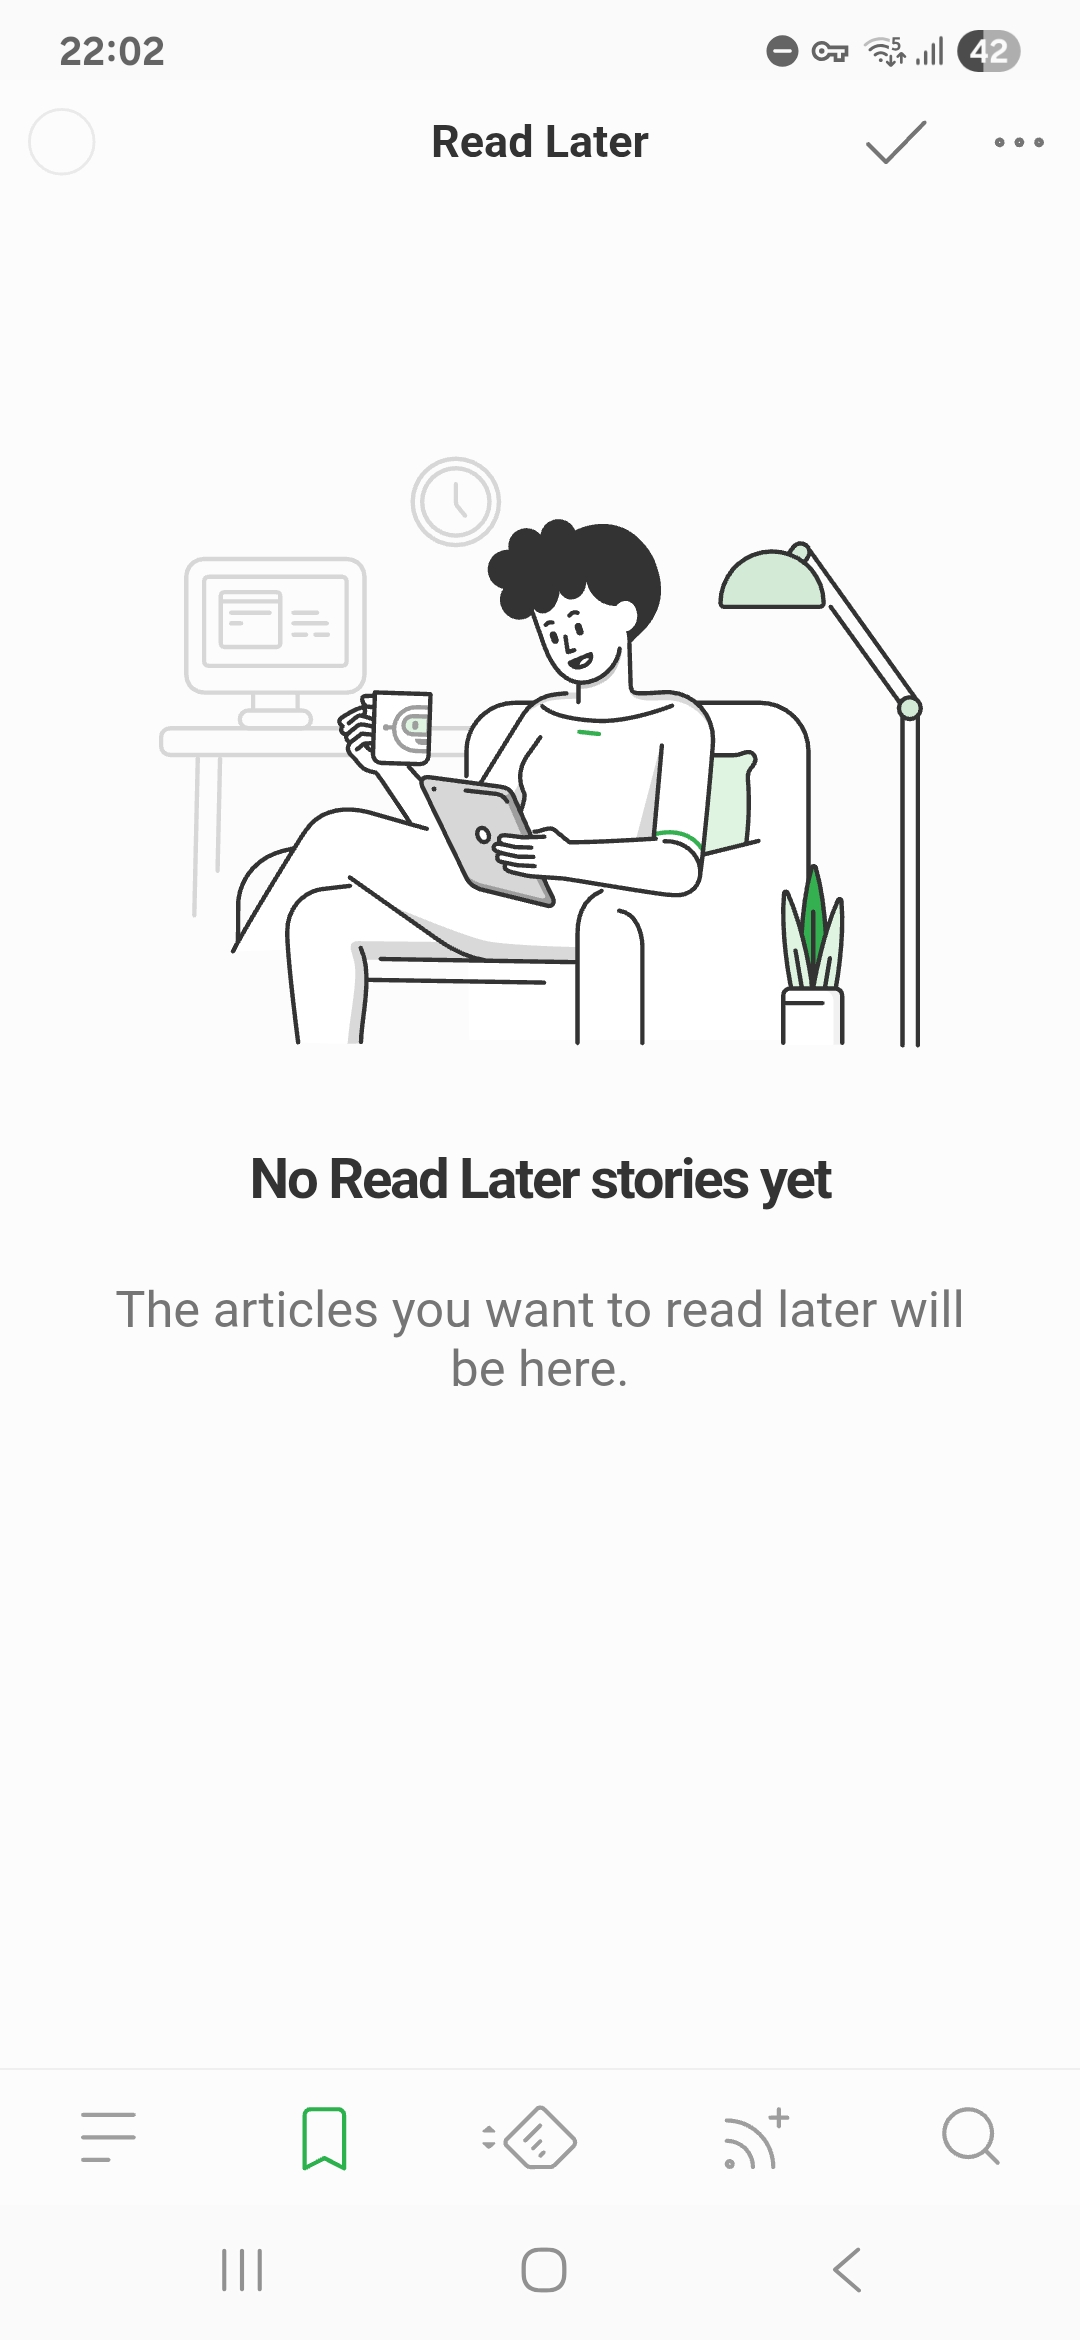 22:02
5
42
Read Later
No Read Later stories yet
The articles you want to read later will
be here.